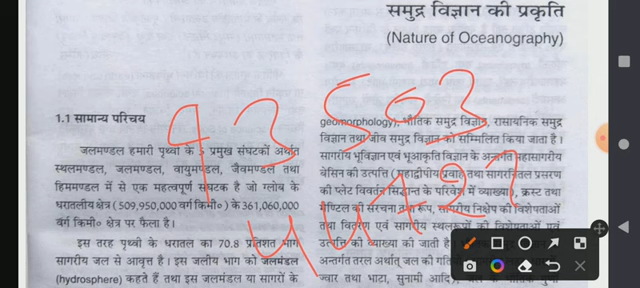 समुद्र विज्ञान की प्रकृति
(Nature of Oceanography)
93 503
1.1 सामान्य परिचय
जलमण्डल हमारी पृथ्वी के 5 प्रमुख संघटकों अर्थात
स्थलमण्डल, जलमण्डल, वायुमण्डल, जैवमण्डल तथा
हिममण्डल में से एक महत्वपूर्ण संघटक है जो ग्लोब के
धरातलीय क्षेत्र (509,950,000 वर्ग किमी०) के 361,060,000
वर्ग किमी० क्षेत्र पर फैला है।
इस तरह पृथ्वी के धरातल का 70.8 प्रतिशत भाग
सागरीय जल से आवृत्त है। इस जलीय भाग को जलमंडल
(hydrosphere) कहते हैं तथा इस जलमंडल या सागरों के
geomorphology), भौतिक समुद्र विज्ञान, रासायनिक समुद्र
विज्ञान तथा जीव समुद्र विज्ञान को सम्मिलित किया जाता है।
सागरीय भूविज्ञान एवं भूआकृति विज्ञान के अन्तर्गत महासागरीय
बेसिन की उत्पत्ति (महाद्वीपीय प्रवाह तथा सागरनितल प्रसरण
की प्लेट विवर्तन सिद्धान्त के परिवेश में व्याख्या), क्रस्ट तथा
मैण्टिल की संरचना तथा रूप, सागरीय निक्षेप की विशेषताओं
तथा वितरण एवं सागरीय स्थलरूपों की विशेषताओं एवं
उत्पत्ति की व्याख्या की जाती है।
अन्तर्गत तरल अर्थात् जल की
ज्वार तथा भाटा, सुनामी आदि),